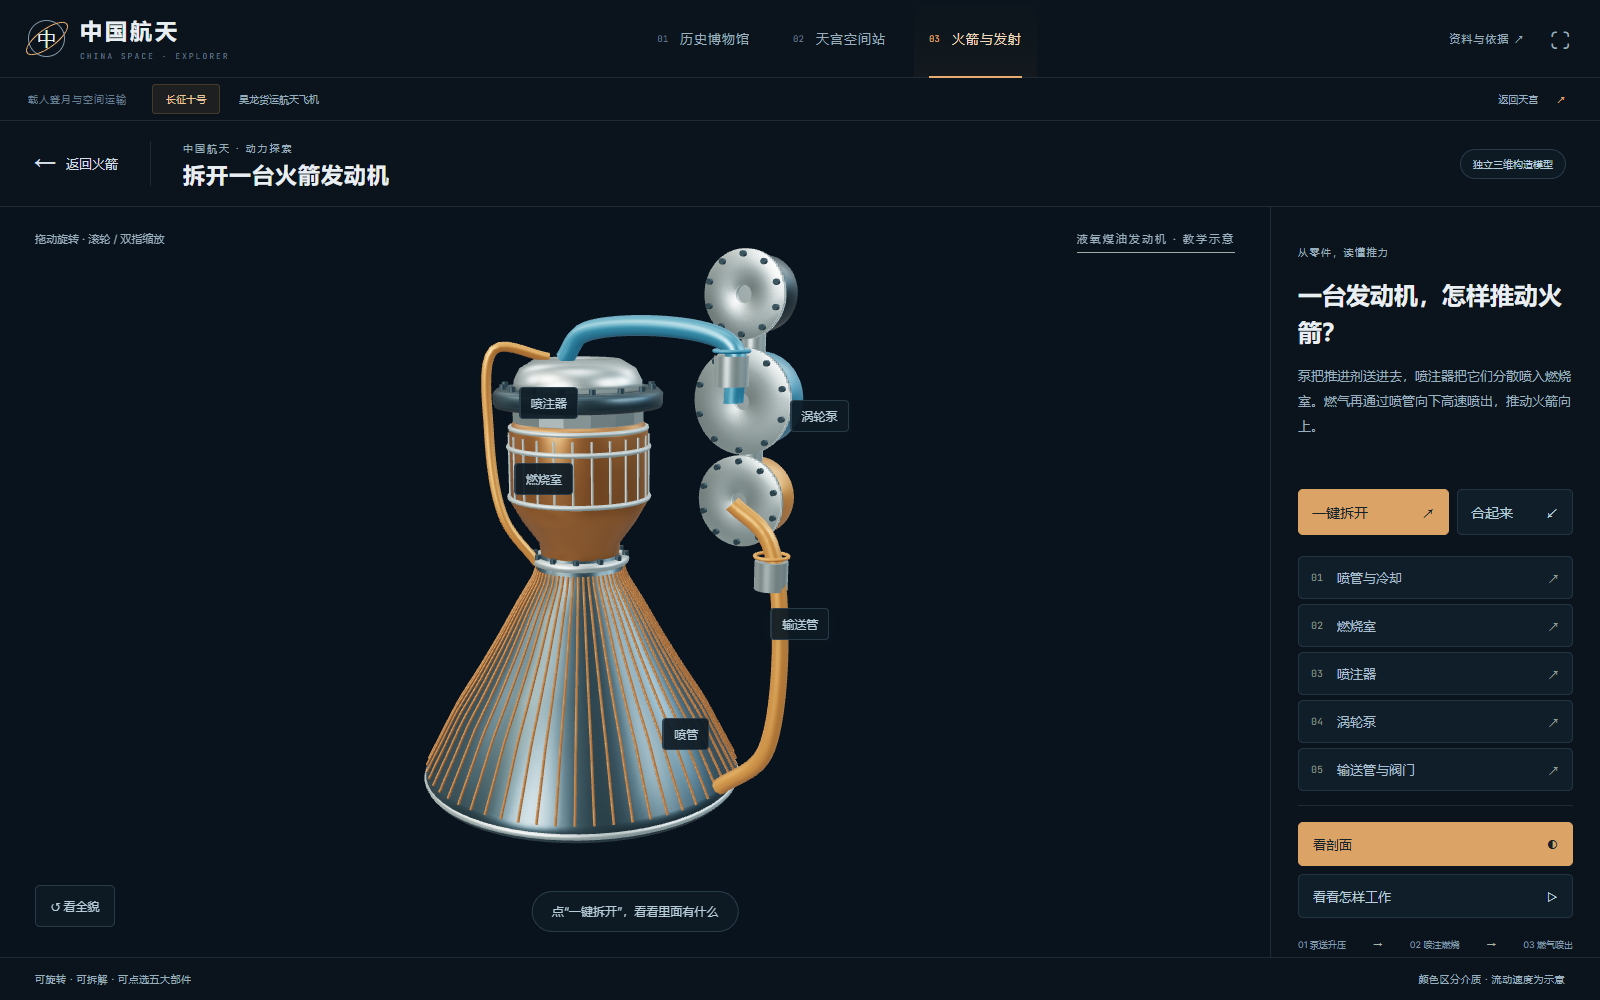 中
中国航天
CHINA SPACE · EXPLORER
01 历史博物馆
02 天宫空间站
03 火箭与发射
资料与依据 ↗
载人登月与空间运输
长征十号
昊龙货运航天飞机
返回天宫 ↗
← 返回火箭
中国航天 · 动力探索
拆开一台火箭发动机
独立三维构造模型
拖动旋转 · 滚轮 / 双指缩放
液氧煤油发动机 · 教学示意
喷注器
涡轮泵
燃烧室
输送管
喷管
↺ 看全貌
点“一键拆开”，看看里面有什么
从零件，读懂推力
一台发动机，怎样推动火
箭？
泵把推进剂送进去，喷注器把它们分散喷入燃烧
室。燃气再通过喷管向下高速喷出，推动火箭向
上。
一键拆开 ↗
合起来 ↙
01 喷管与冷却 ↗
02 燃烧室 ↗
03 喷注器 ↗
04 涡轮泵 ↗
05 输送管与阀门 ↗
看剖面 ◐
看看怎样工作 ▷
01 泵送升压 → 02 喷注燃烧 → 03 燃气喷出
可旋转 · 可拆解 · 可点选五大部件
颜色区分介质 · 流动速度为示意